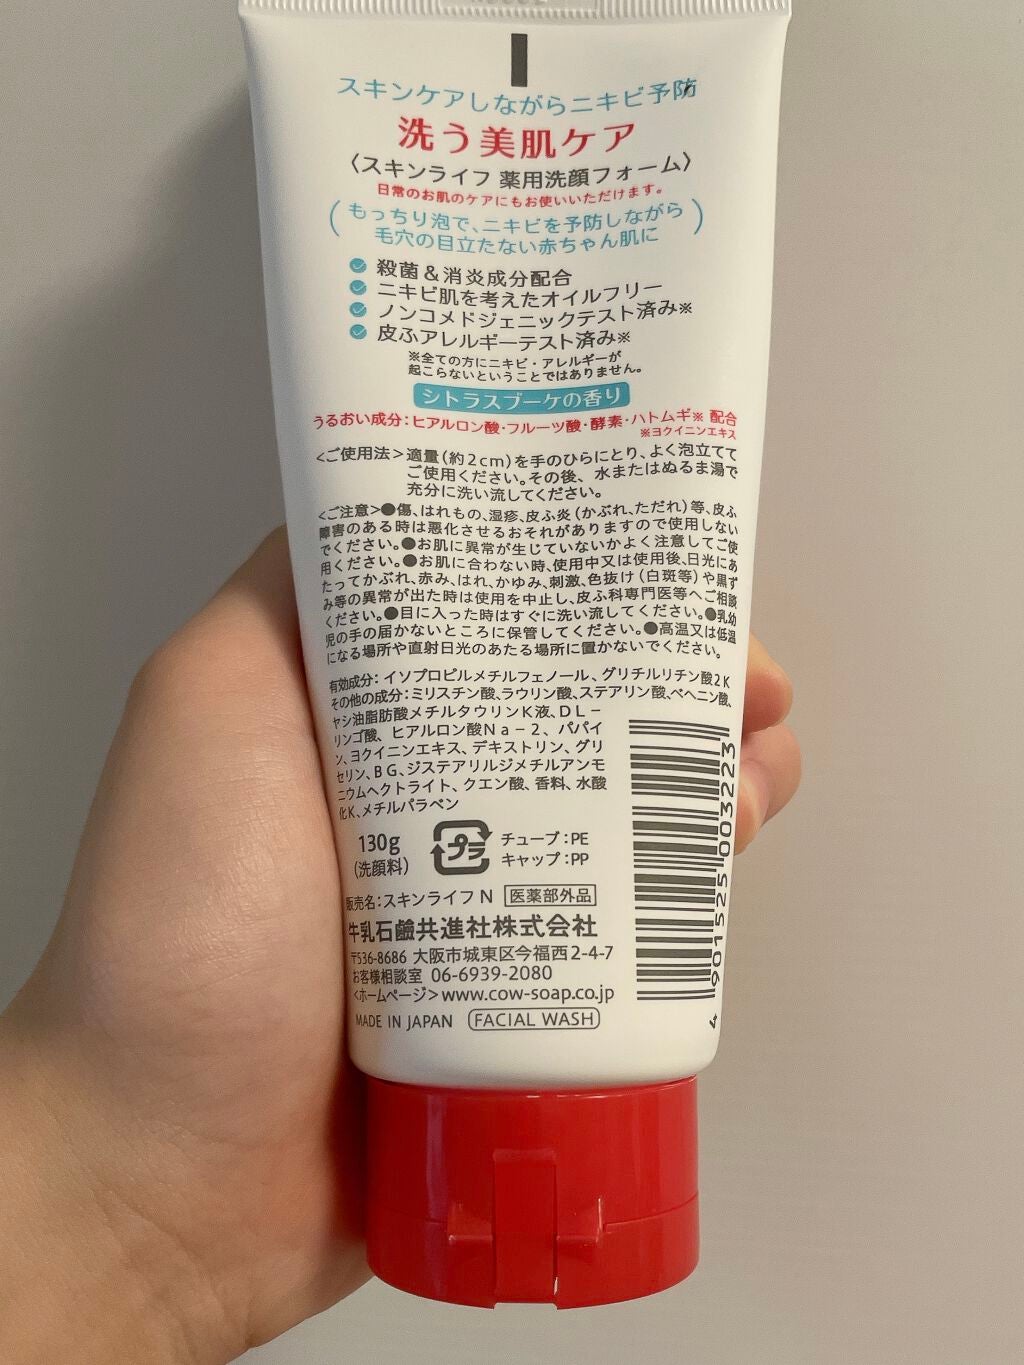 スキンケアしながらニキビ予防
洗う美肌ケア
〈スキンライフ 薬用洗顔フォーム〉
日常のお肌のケアにもお使いいただけます。
(もっちり泡で、ニキビを予防しながら
毛穴の目立たない赤ちゃん肌に)
殺菌&消炎成分配合
ニキビ肌を考えたオイルフリー
ノンコメドジェニックテスト済み※
皮ふアレルギーテスト済み※
※全ての方にニキビ・アレルギーが
起こらないということではありません。
シトラスブーケの香り
うるおい成分:ヒアルロン酸・フルーツ酸・酵素・ハトムギ※ 配合
※ヨクイニンエキス
<ご使用法>適量(約2cm)を手のひらにとり、よく泡立てて
ご使用ください。その後、水またはぬるま湯で
充分に洗い流してください。
<ご注意>●傷、はれもの、湿疹、皮ふ炎(かぶれ、ただれ)等、皮ふ
障害のある時は悪化させるおそれがありますので使用しない
でください。●お肌に異常が生じていないかよく注意してご使
用ください。●お肌に合わない時、使用中又は使用後、日光にあ
たってかぶれ、赤み、はれ、かゆみ、刺激、色抜け(白斑等)や黒ず
み等の異常が出た時は使用を中止し、皮ふ科専門医等へご相談
ください。●目に入った時はすぐに洗い流してください。●乳幼
児の手の届かないところに保管してください。●高温又は低温
になる場所や直射日光のあたる場所に置かないでください。
有効成分:イソプロピルメチルフェノール、グリチルリチン酸2K
その他の成分:ミリスチン酸、ラウリン酸、ステアリン酸、ベヘニン酸、
ヤシ油脂肪酸メチルタウリンK液、DL-
リンゴ酸、ヒアルロン酸Na-2、パパイ
ン、ヨクイニンエキス、デキストリン、グリ
セリン、BG、ジステアリルジメチルアンモ
ニウムヘクトライト、クエン酸、香料、水酸
化K、メチルパラベン
130g
(洗顔料)
プラ
チューブ:PE
キャップ:PP
販売名:スキンライフN 医薬部外品
牛乳石鹼共進社株式会社
〒536-8686 大阪市城東区今福西2-4-7
お客様相談室 06-6939-2080
<ホームページ>www.cow-soap.co.jp
MADE IN JAPAN FACIAL WASH
4 901525 003223